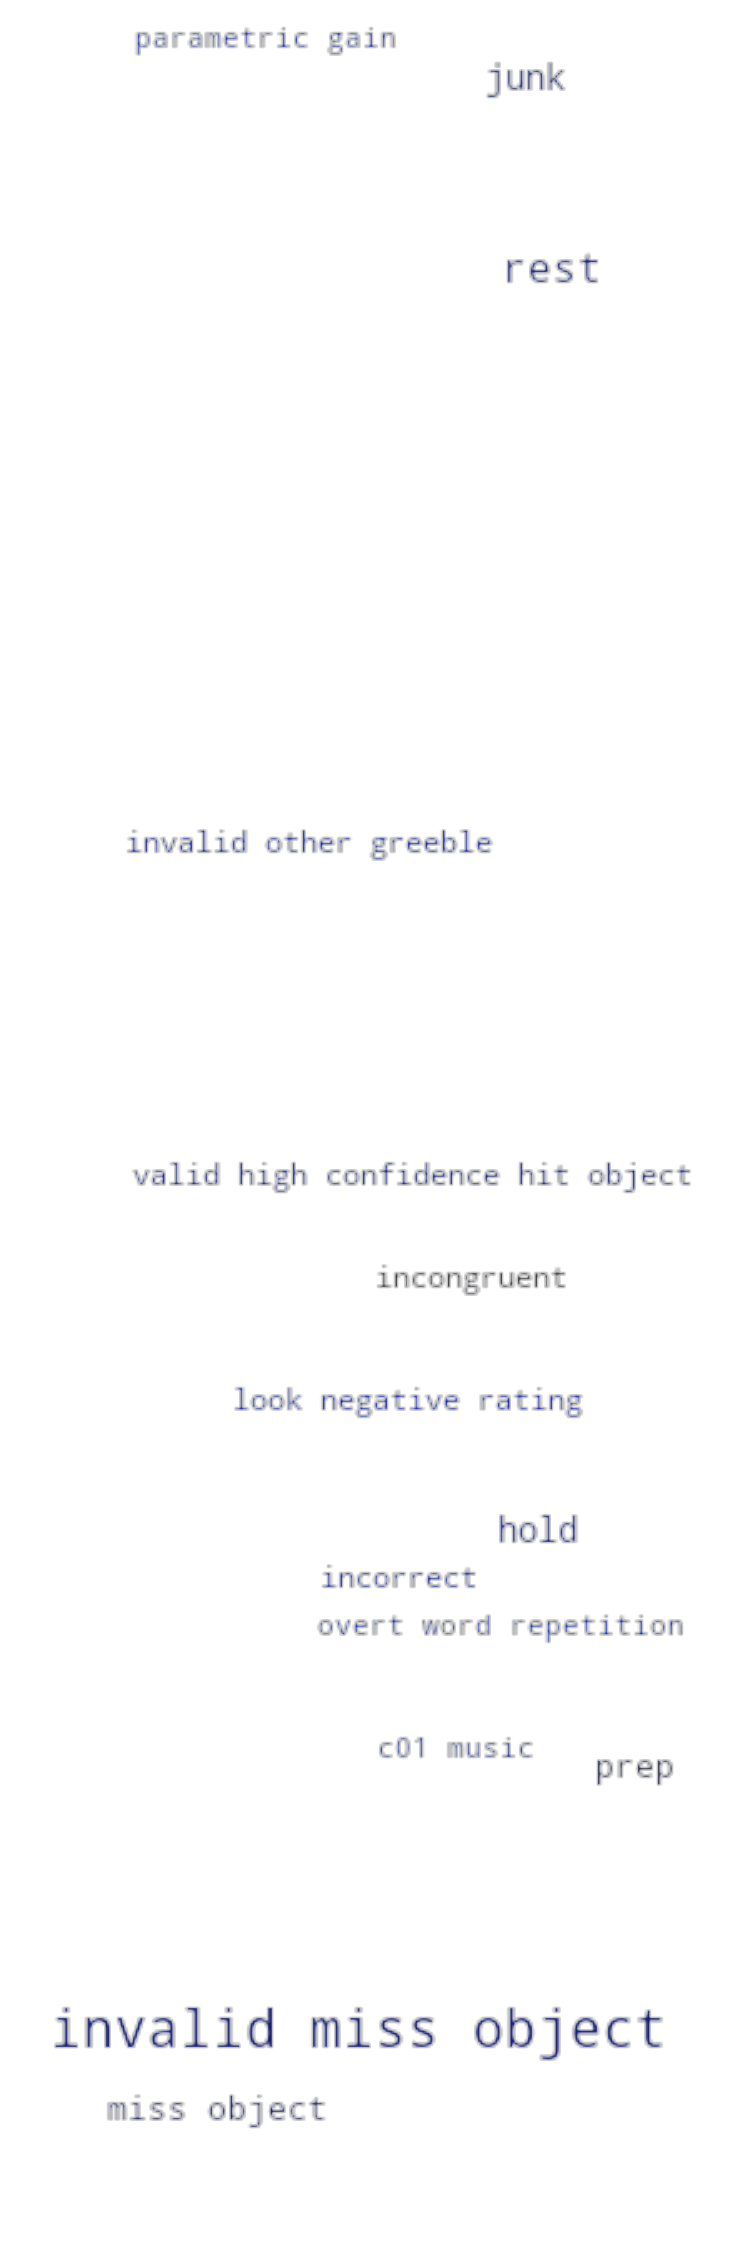 parametric gain
junk
rest
invalid other greeble
valid high confidence hit object
incongruent
look negative rating
hold
incorrect
overt word repetition
c01 music
prep
invalid miss object
miss object